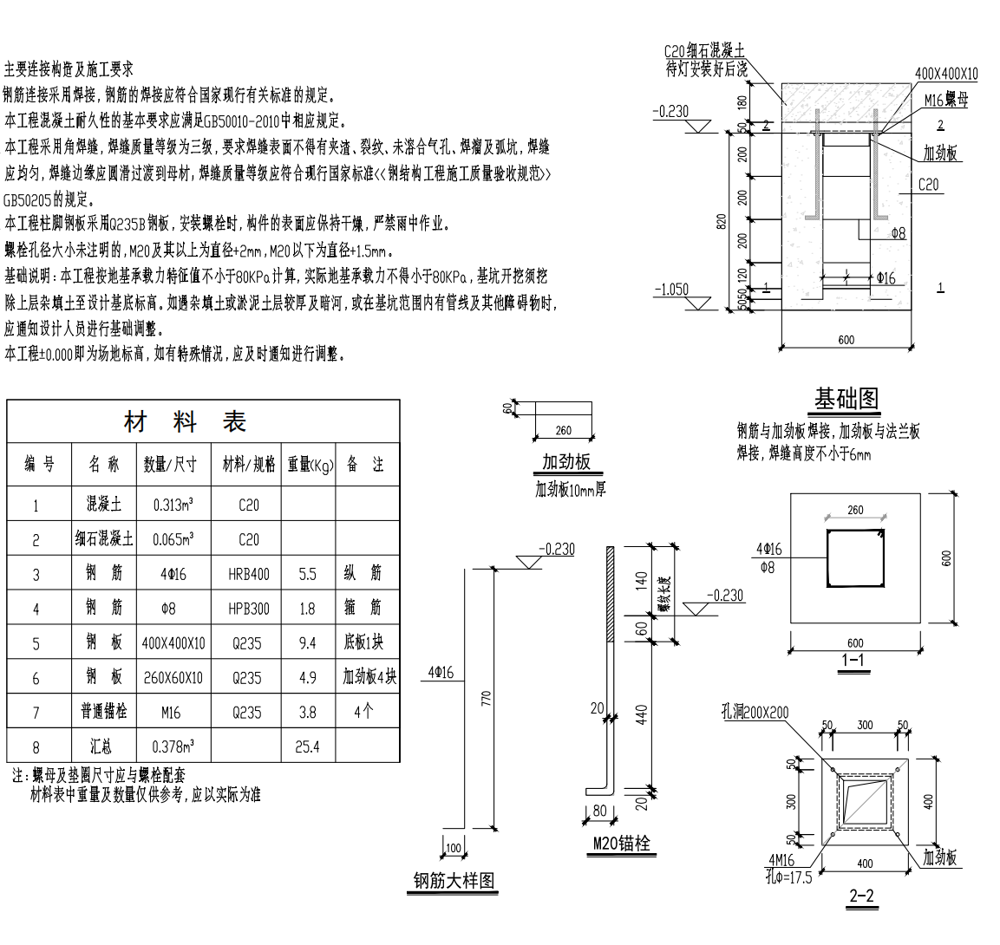 主要连接构造及施工要求
钢筋连接采用焊接,钢筋的焊接应符合国家现行有关标准的规定。
本工程混凝土耐久性的基本要求应满足GB50010-2010中相应规定。
本工程采用角焊缝,焊缝质量等级为三级,要求焊缝表面不得有夹渣、裂纹、未溶合气孔、焊瘤及弧坑,焊缝
应均匀,焊缝边缘应圆滑过渡到母材,焊缝质量等级应符合现行国家标准<<钢结构工程施工质量验收规范>>
GB50205的规定。
本工程柱脚钢板采用Q235B钢板,安装螺栓时,构件的表面应保持干燥,严禁雨中作业。
螺栓孔径大小未注明的,M20及其以上为直径+2mm,M20以下为直径+1.5mm。
基础说明:本工程按地基承载力特征值不小于80KPa计算,实际地基承载力不得小于80KPa,基坑开挖须挖
除上层杂填土至设计基底标高。如遇杂填土或淤泥土层较厚及暗河,或在基坑范围内有管线及其他障碍物时,
应通知设计人员进行基础调整。
本工程±0.000即为场地标高,如有特殊情况,应及时通知进行调整。
C20细石混凝土
待灯安装好后浇
400X400X10
M16螺母
加劲板
C20
Φ8
Φ16
-0.230
-1.050
180
50
200
200
200
120
50
50
820
600
2
2
1
1
基础图
钢筋与加劲板焊接,加劲板与法兰板
焊接,焊缝高度不小于6mm
材 料 表
编 号 名 称 数量/尺寸 材料/规格 重量(Kg) 备 注
1 混凝土 0.313m³ C20
2 细石混凝土 0.065m³ C20
3 钢 筋 4Φ16 HRB400 5.5 纵 筋
4 钢 筋 Φ8 HPB300 1.8 箍 筋
5 钢 板 400X400X10 Q235 9.4 底板1块
6 钢 板 260X60X10 Q235 4.9 加劲板4块
7 普通锚栓 M16 Q235 3.8 4个
8 汇总 0.378m³ 25.4
注:螺母及垫圈尺寸应与螺栓配套
材料表中重量及数量仅供参考,应以实际为准
60
260
加劲板
加劲板10mm厚
-0.230
4Φ16
770
100
钢筋大样图
140
螺纹长度
60
-0.230
20
440
80
20
M20锚栓
260
4Φ16
Φ8
600
600
1-1
孔洞200X200
50
300
50
50
300
50
400
400
4M16
孔Φ=17.5
加劲板
2-2